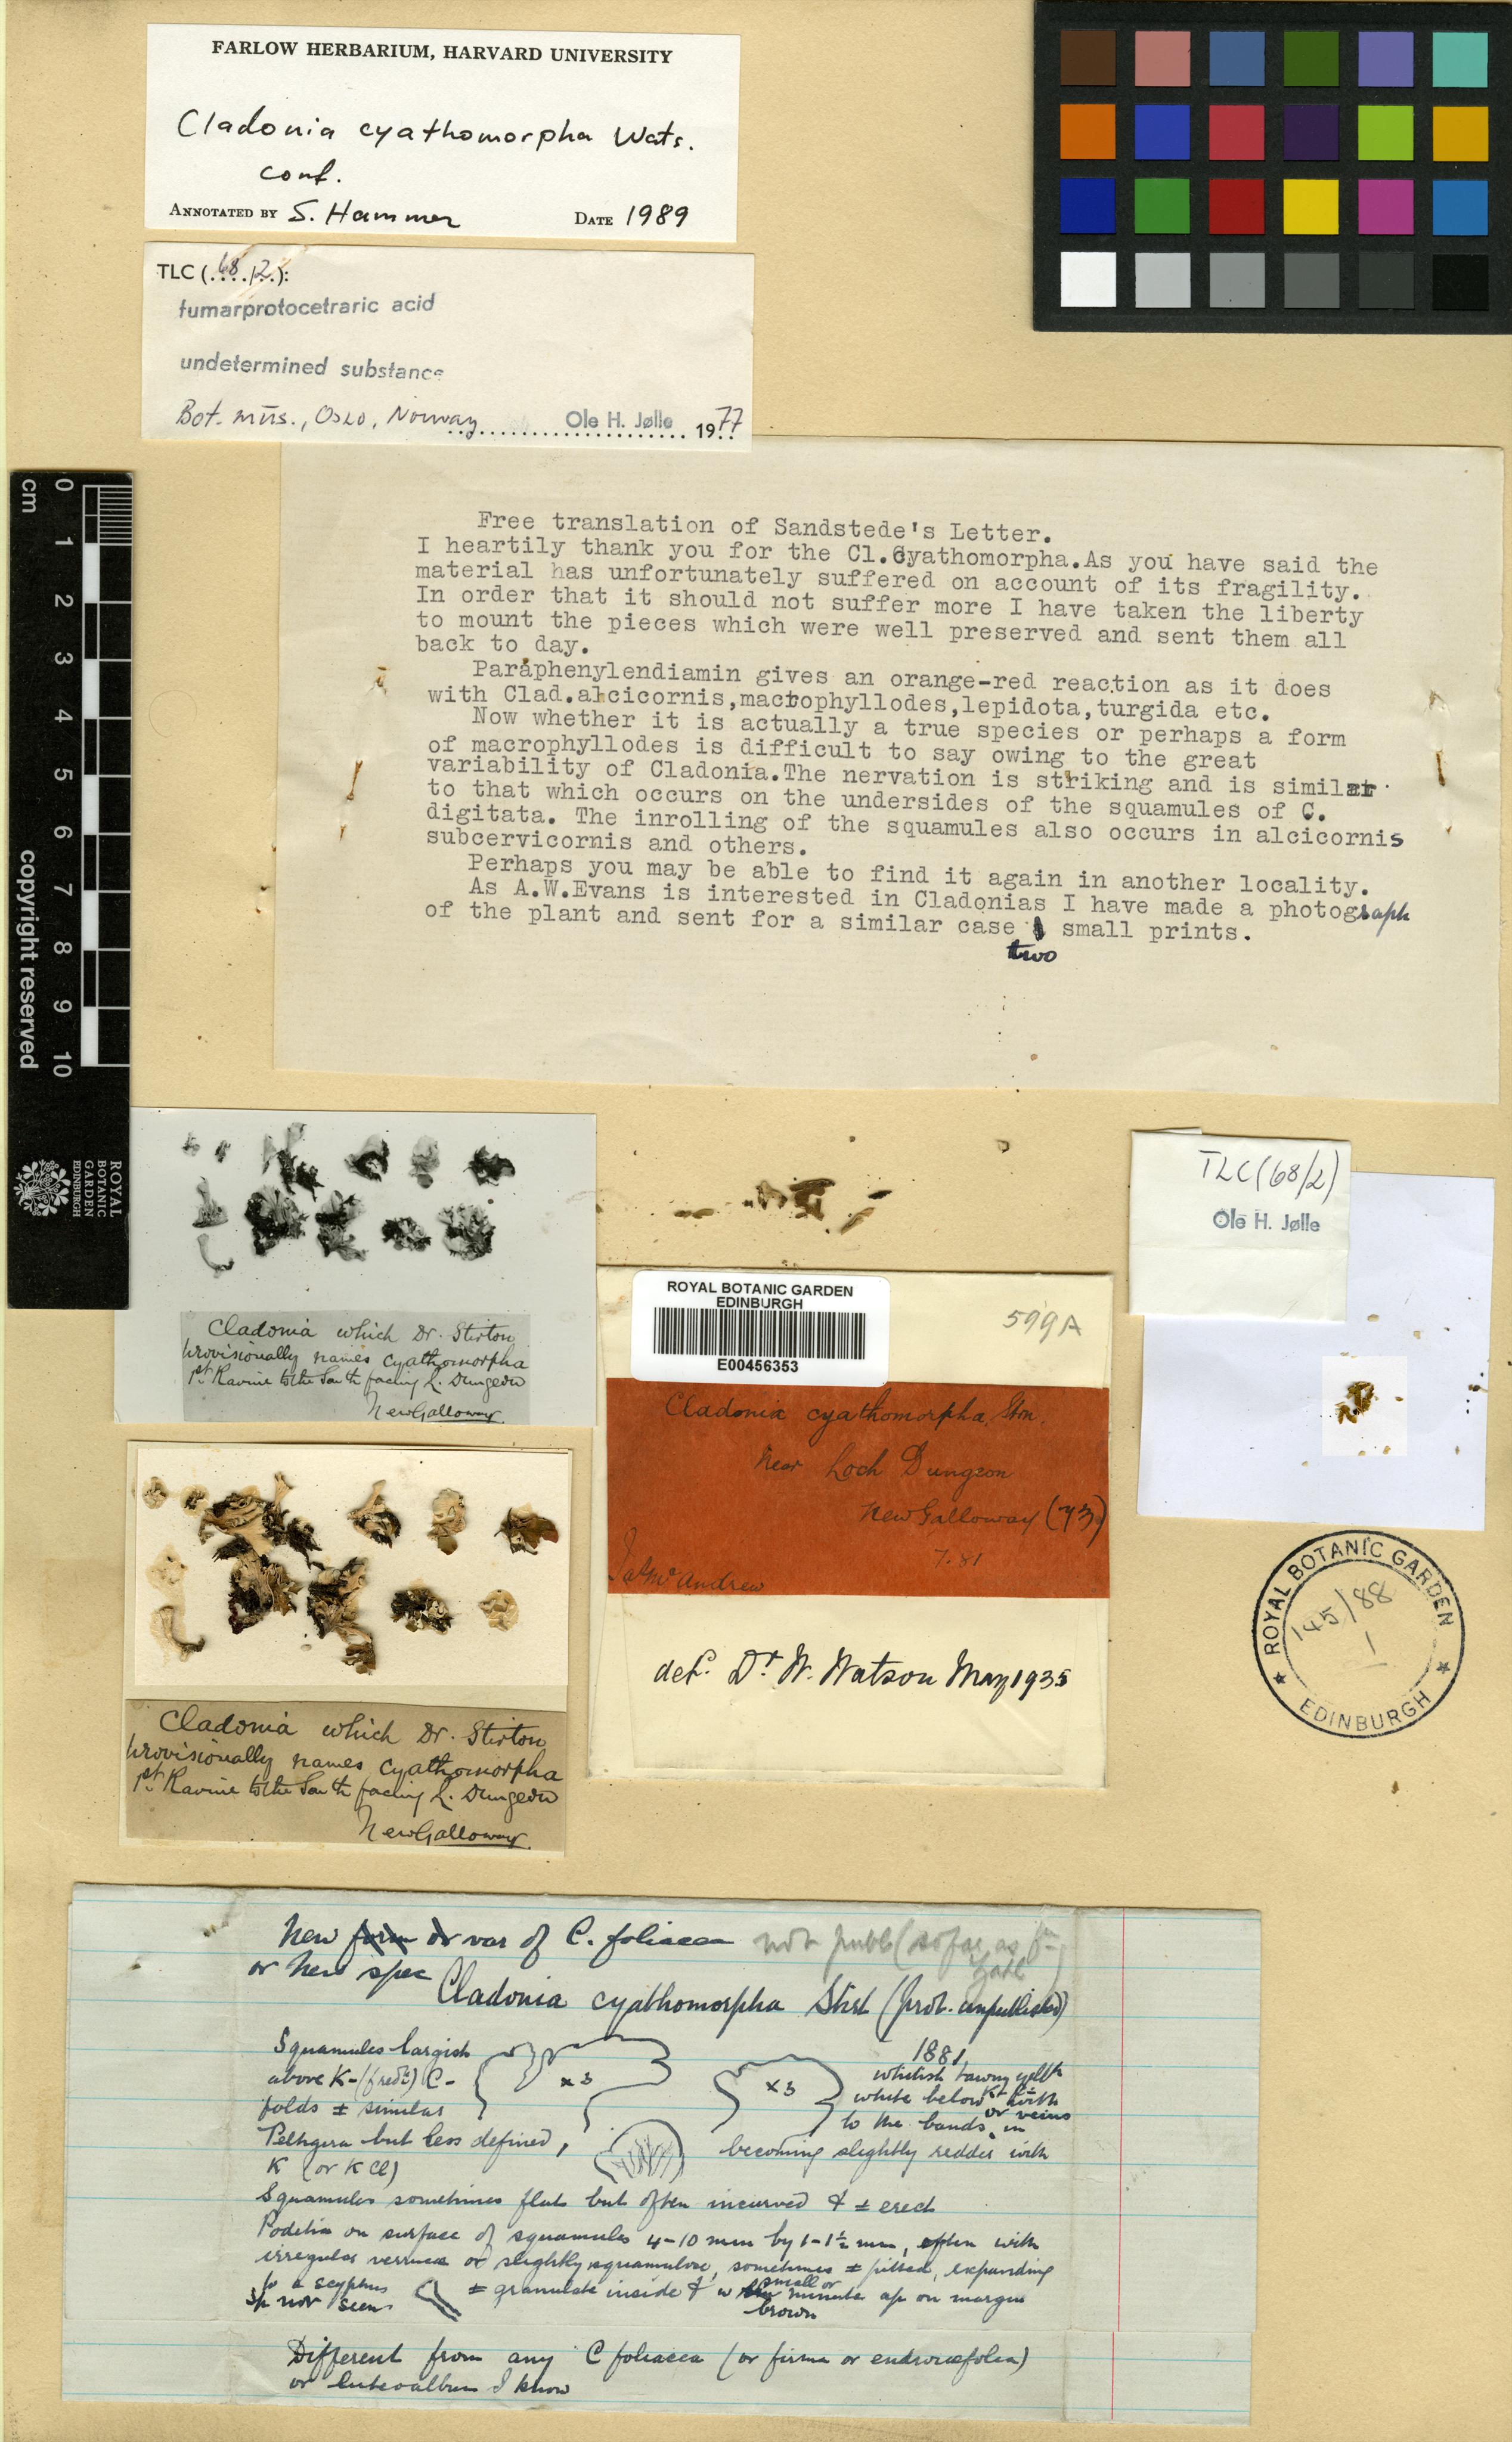 FARLOW HERBARIUM, HARVARD UNIVERSITY
Cladonia cyathomorpha Wats.
conf.
ANNOTATED BY S. Hammer DATE 1989
TLC (68/2):
fumarprotocetraric acid
undetermined substance
Bot. mus., Oslo, Norway Ole H. Jølle 1977
Free translation of Sandstede's Letter.
I heartily thank you for the Cl.Cyathomorpha.As you have said the
material has unfortunately suffered on account of its fragility.
In order that it should not suffer more I have taken the liberty
to mount the pieces which were well preserved and sent them all
back to day.
Paraphenylendiamin gives an orange-red reaction as it does
with Clad.alcicornis,macrophyllodes,lepidota,turgida etc.
Now whether it is actually a true species or perhaps a form
of macrophyllodes is difficult to say owing to the great
variability of Cladonia.The nervation is striking and is similar
to that which occurs on the undersides of the squamules of C.
digitata. The inrolling of the squamules also occurs in alcicornis
subcervicornis and others.
Perhaps you may be able to find it again in another locality.
As A.W.Evans is interested in Cladonias I have made a photograph
of the plant and sent for a similar case small prints.
two
cm
0 1 2 3 4 5 6 7 8 9 10
copyright reserved
ROYAL
BOTANIC
GARDEN
EDINBURGH
Cladonia which Dr. Stirton
provisionally names cyathomorpha
1st Ravine to the South facing L. Dungeon
New Galloway.
TLC (68/2)
Ole H. Jølle
ROYAL BOTANIC GARDEN
EDINBURGH
E00456353
599A
Cladonia cyathomorpha, Strn.
Near Loch Dungeon
New Galloway (73)
7.81
Jas McAndrew
det. Dr. W. Watson May 1935
ROYAL BOTANIC GARDEN
145/88
1
EDINBURGH
Cladonia which Dr. Stirton
provisionally names cyathomorpha
1st Ravine to the South facing L. Dungeon
New Galloway.
New form or var of C. foliacea not publ (so far as
or new spec
Cladonia cyathomorpha Stirt (prob. unpublished)
1881
Squamules largish
above K- C-
folds ± similar
× 3
× 3
whitish tawny
white below K with
to the bands or veins in
Peltigera but less defined, becoming slightly redder with
K (or K Cl)
Squamules sometimes flat but often incurved & ± erect
Podetia on surface of squamules 4-10 mm by 1-1½ mm, often with
irregular verrucae or slightly squamulose, sometimes ± pitted, expanding
to a scyphus ± granulate inside & w small or minute ap on margin
brown
sp not seen
Different from any C foliacea (or firma or endiviaefolia)
or luteoalbum I know